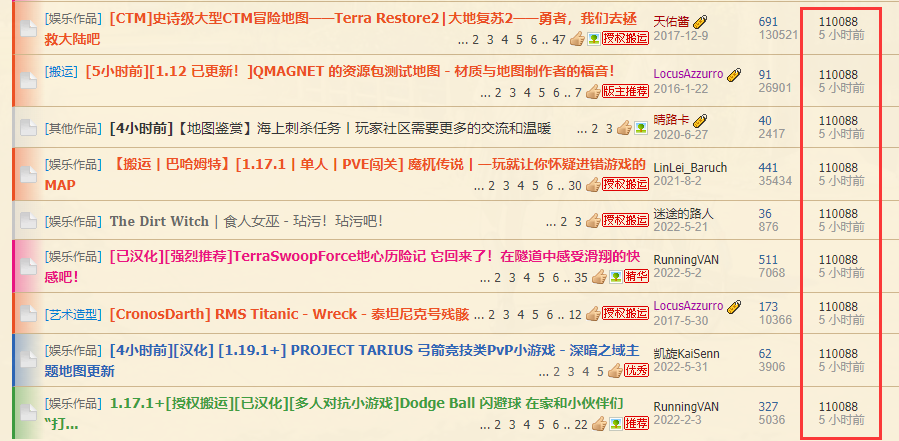 [娱乐作品] [CTM]史诗级大型CTM冒险地图——Terra Restore2|大地复苏2——勇者，我们去拯 天佑酱 691 110088
救大陆吧 ... 2 3 4 5 6 .. 47 授权搬运 2017-12-9 130521 5 小时前
[搬运] [5小时前][1.12 已更新！]QMAGNET 的资源包测试地图 - 材质与地图制作者的福音！ LocusAzzurro 91 110088
... 2 3 4 5 6 .. 7 版主推荐 2016-1-22 26901 5 小时前
[其他作品] [4小时前]【地图鉴赏】海上刺杀任务丨玩家社区需要更多的交流和温暖 ... 2 3 晴路卡 40 110088
2020-6-27 2417 5 小时前
[娱乐作品] 【搬运丨巴哈姆特】[1.17.1丨单人丨PVE闯关] 魔机传说丨一玩就让你怀疑进错游戏的 LinLei_Baruch 441 110088
MAP ... 2 3 4 5 6 .. 30 授权搬运 2021-8-2 35434 5 小时前
[娱乐作品] The Dirt Witch | 食人女巫 - 玷污！玷污吧！ ... 2 3 授权搬运 迷途的路人 36 110088
2022-5-21 876 5 小时前
[娱乐作品] [已汉化][强烈推荐]TerraSwoopForce地心历险记 它回来了！在隧道中感受滑翔的快 RunningVAN 511 110088
感吧！ ... 2 3 4 5 6 .. 35 精华 2022-5-2 7068 5 小时前
[艺术造型] [CronosDarth] RMS Titanic - Wreck - 泰坦尼克号残骸 ... 2 3 4 5 6 .. 12 授权搬运 LocusAzzurro 173 110088
2017-5-30 10366 5 小时前
[娱乐作品] [4小时前][汉化] [1.19.1+] PROJECT TARIUS 弓箭竞技类PvP小游戏 - 深暗之域主 凯旋KaiSenn 62 110088
题地图更新 ... 2 3 4 5 优秀 2022-5-31 3906 5 小时前
[娱乐作品] 1.17.1+[授权搬运][已汉化][多人对抗小游戏]Dodge Ball 闪避球 在家和小伙伴们 RunningVAN 327 110088
“打... ... 2 3 4 5 6 .. 22 推荐 2022-2-3 5036 5 小时前